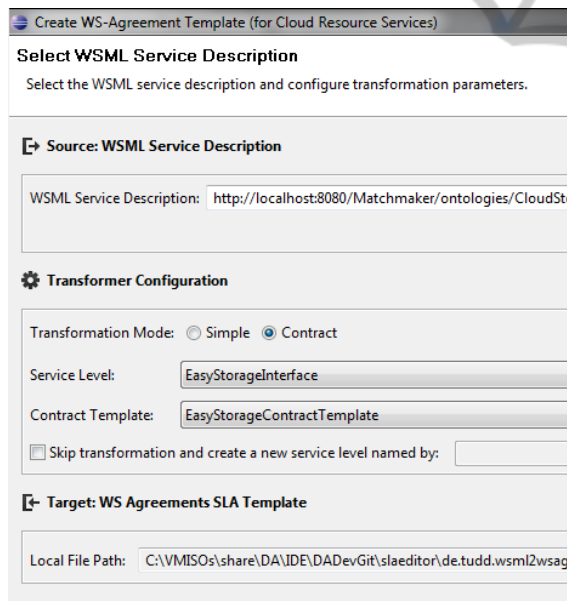 Create WS-Agreement Template (for Cloud Resource Services)
Select WSML Service Description
Select the WSML service description and configure transformation parameters.
Source: WSML Service Description
WSML Service Description: http://localhost:8080/Matchmaker/ontologies/CloudSt
Transformer Configuration
Transformation Mode: Simple Contract
Service Level: EasyStorageInterface
Contract Template: EasyStorageContractTemplate
Skip transformation and create a new service level named by:
Target: WS Agreements SLA Template
Local File Path: C:\VMISOs\share\DA\IDE\DADevGit\slaeditor\de.tudd.wsml2wsag